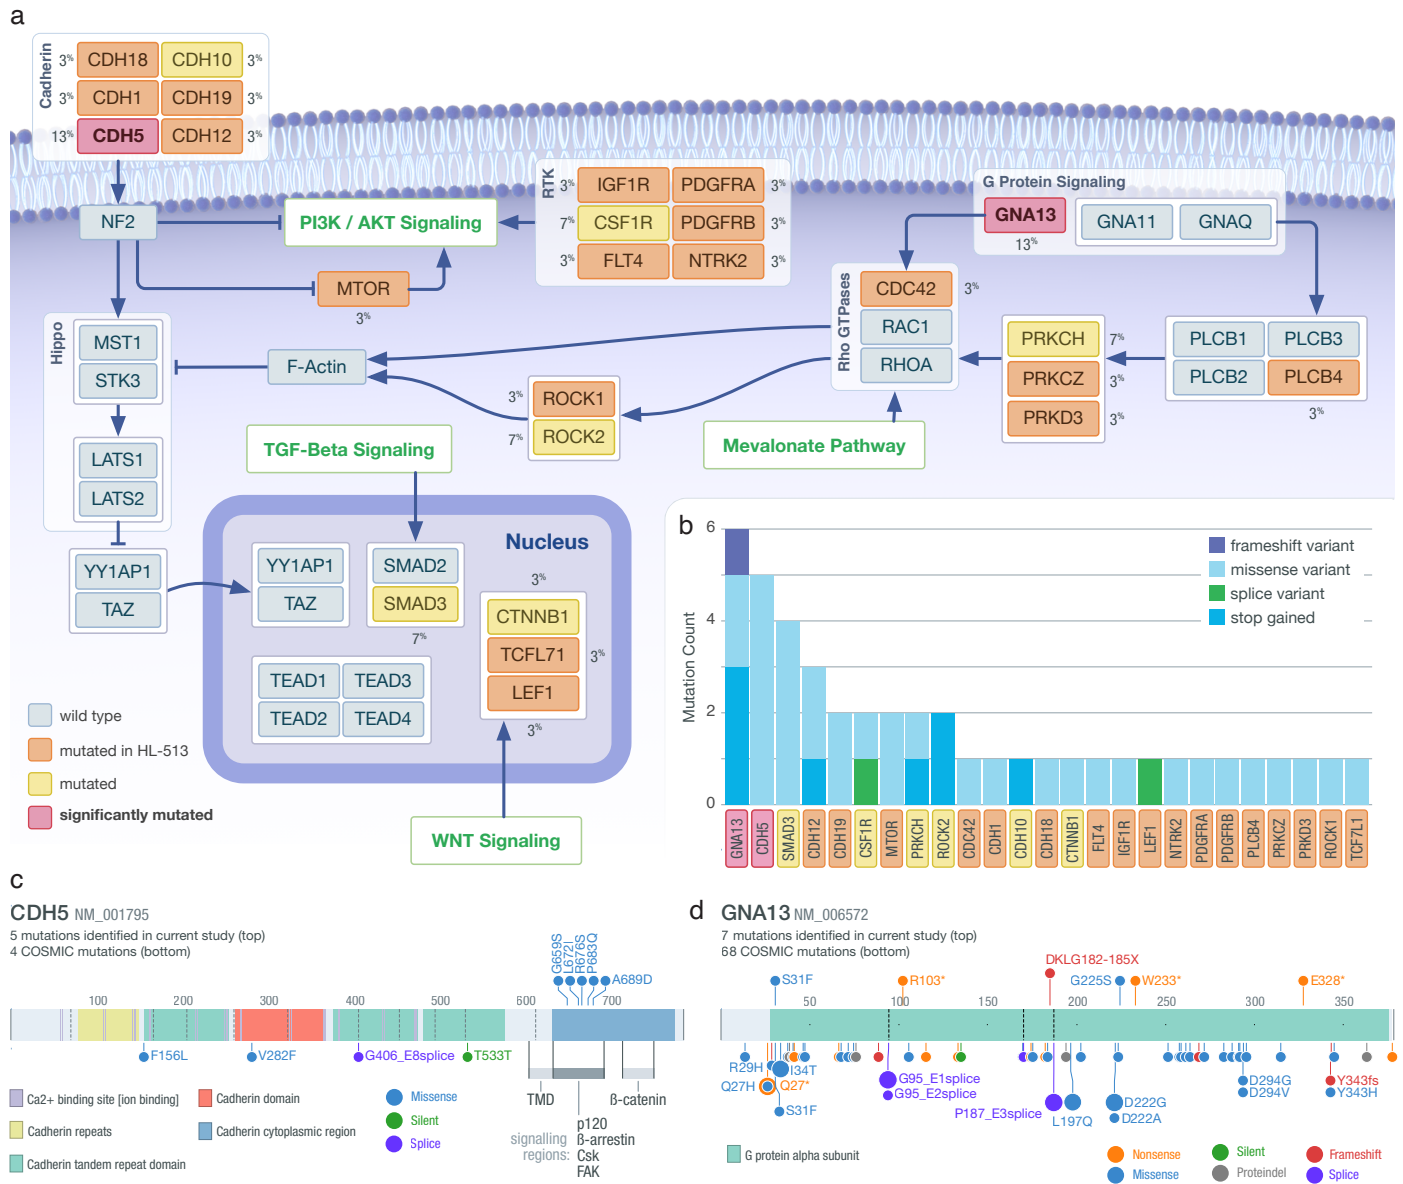 a
Cadherin
3% CDH18 CDH10 3%
3% CDH1 CDH19 3%
13% CDH5 CDH12 3%
NF2
PI3K / AKT Signaling
MTOR
3%
RTK
3% IGF1R PDGFRA 3%
7% CSF1R PDGFRB 3%
3% FLT4 NTRK2 3%
G Protein Signaling
GNA13 GNA11 GNAQ
13%
Rho GTPases
CDC42 3%
RAC1
RHOA
PRKCH 7%
PRKCZ 3%
PRKD3 3%
PLCB1 PLCB3
PLCB2 PLCB4
3%
Hippo
MST1
STK3
F-Actin
3% ROCK1
7% ROCK2
LATS1
LATS2
TGF-Beta Signaling
Mevalonate Pathway
YY1AP1
TAZ
Nucleus
YY1AP1
TAZ
SMAD2
SMAD3
7%
3%
CTNNB1
TCFL71 3%
LEF1
3%
TEAD1 TEAD3
TEAD2 TEAD4
WNT Signaling
wild type
mutated in HL-513
mutated
significantly mutated
b
Mutation Count
6
4
2
0
frameshift variant
missense variant
splice variant
stop gained
GNA13 CDH5 SMAD3 CDH12 CDH19 CSF1R MTOR PRKCH ROCK2 CDC42 CDH1 CDH10 CDH18 CTNNB1 FLT4 IGF1R LEF1 NTRK2 PDGFRA PDGFRB PLCB4 PRKCZ PRKD3 ROCK1 TCF7L1
c
CDH5 NM_001795
5 mutations identified in current study (top)
4 COSMIC mutations (bottom)
G659S
L672I
R676S
P683Q
A689D
100 200 300 400 500 600 700
F156L V282F G406_E8splice T533T
TMD
ß-catenin
signalling regions:
p120
ß-arrestin
Csk
FAK
Ca2+ binding site [ion binding]
Cadherin repeats
Cadherin tandem repeat domain
Cadherin domain
Cadherin cytoplasmic region
Missense
Silent
Splice
d
GNA13 NM_006572
7 mutations identified in current study (top)
68 COSMIC mutations (bottom)
DKLG182-185X
S31F R103* G225S W233* E328*
50 100 150 200 250 300 350
R29H I34T
Q27H Q27*
S31F
G95_E1splice
G95_E2splice
P187_E3splice
L197Q
D222G
D222A
D294G
D294V
Y343fs
Y343H
G protein alpha subunit
Nonsense
Missense
Silent
Proteindel
Frameshift
Splice